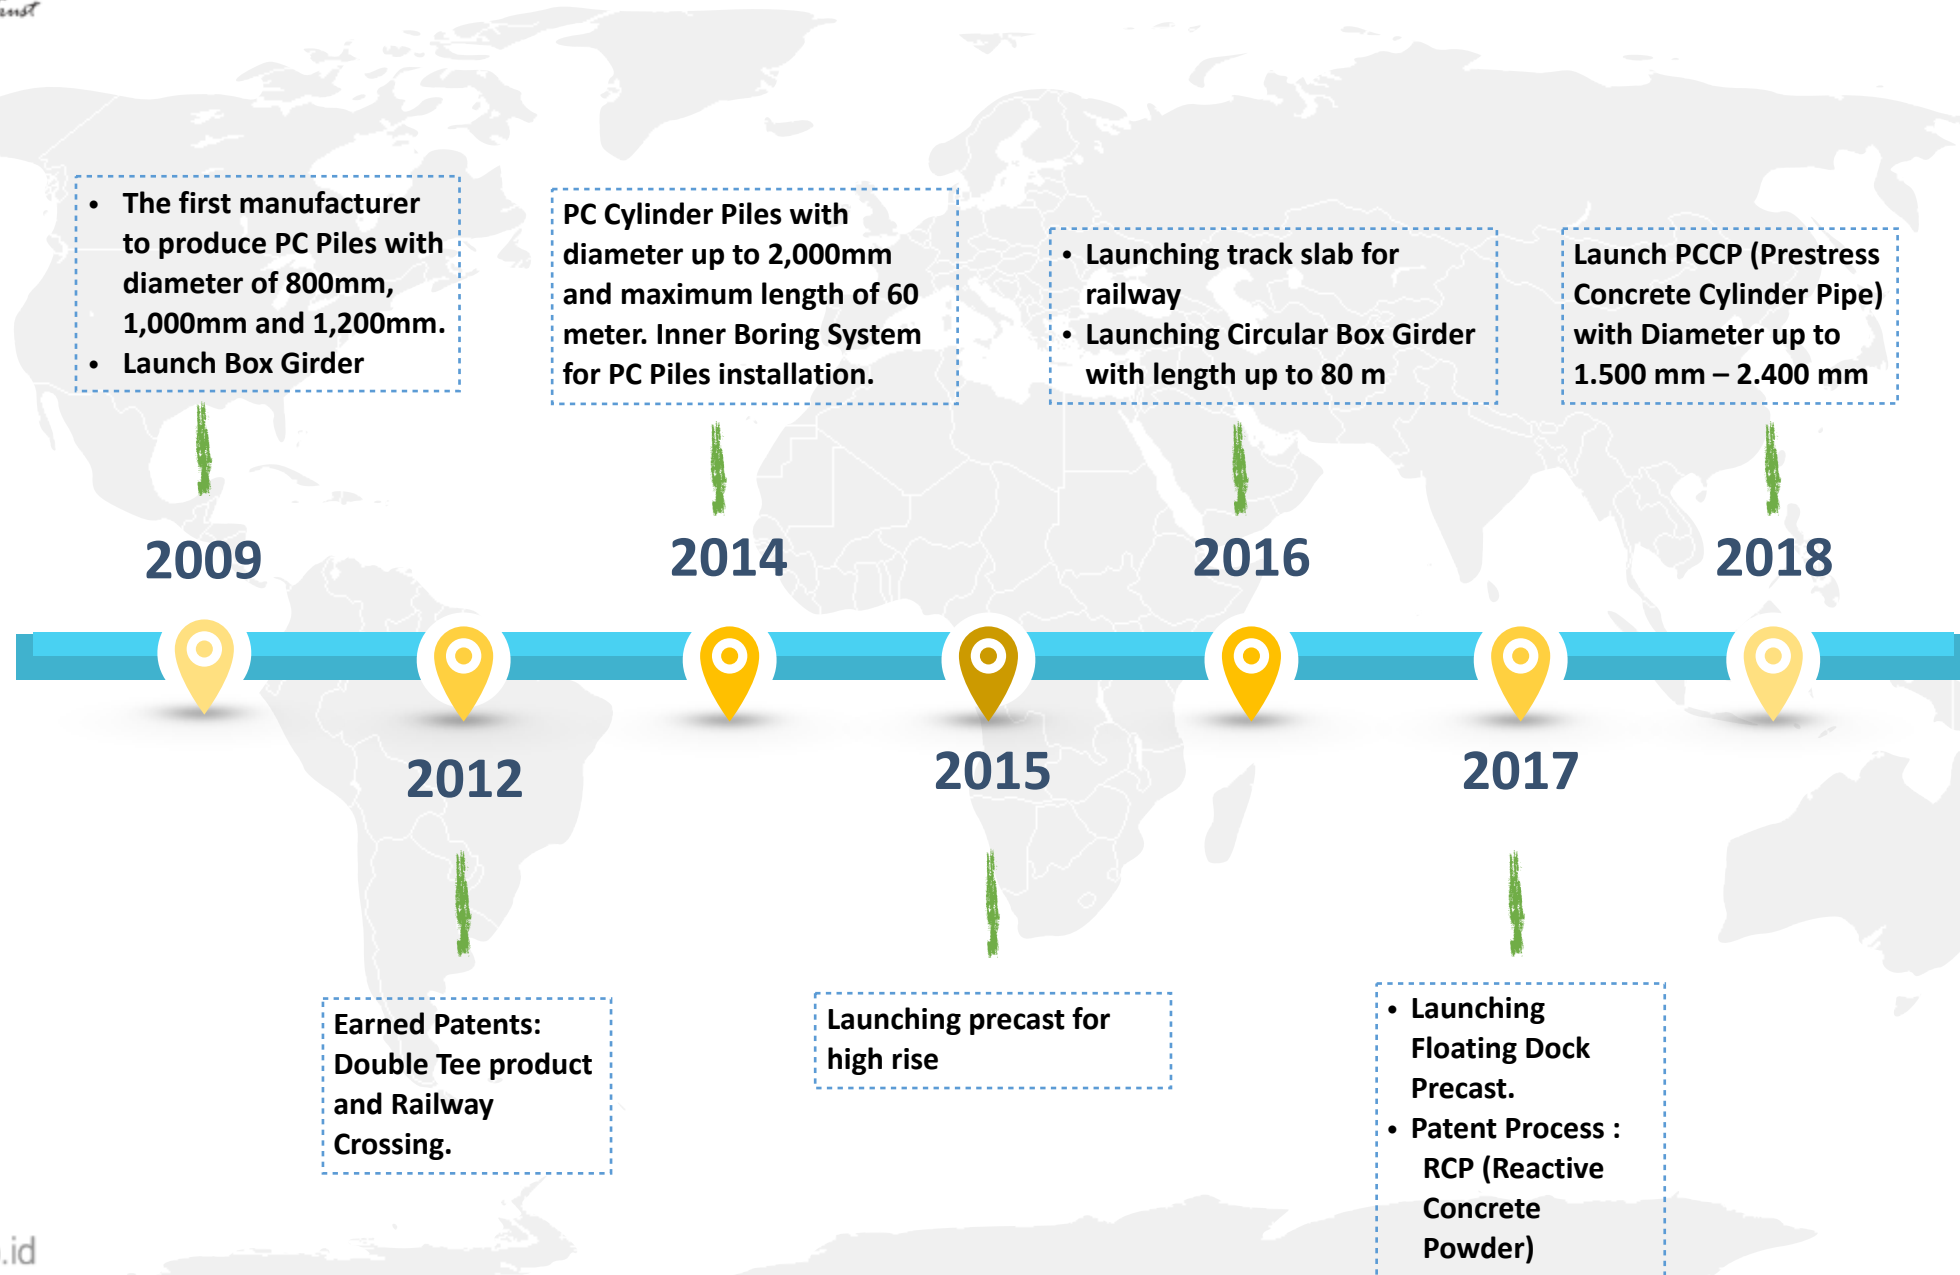 • The first manufacturer
to produce PC Piles with
diameter of 800mm,
1,000mm and 1,200mm.
• Launch Box Girder
2009
Earned Patents:
Double Tee product
and Railway
Crossing.
2012
PC Cylinder Piles with
diameter up to 2,000mm
and maximum length of 60
meter. Inner Boring System
for PC Piles installation.
2014
Launching precast for
high rise
2015
• Launching track slab for
railway
• Launching Circular Box Girder
with length up to 80 m
2016
• Launching
Floating Dock
Precast.
• Patent Process :
RCP (Reactive
Concrete
Powder)
2017
Launch PCCP (Prestress
Concrete Cylinder Pipe)
with Diameter up to
1.500 mm – 2.400 mm
2018
.id